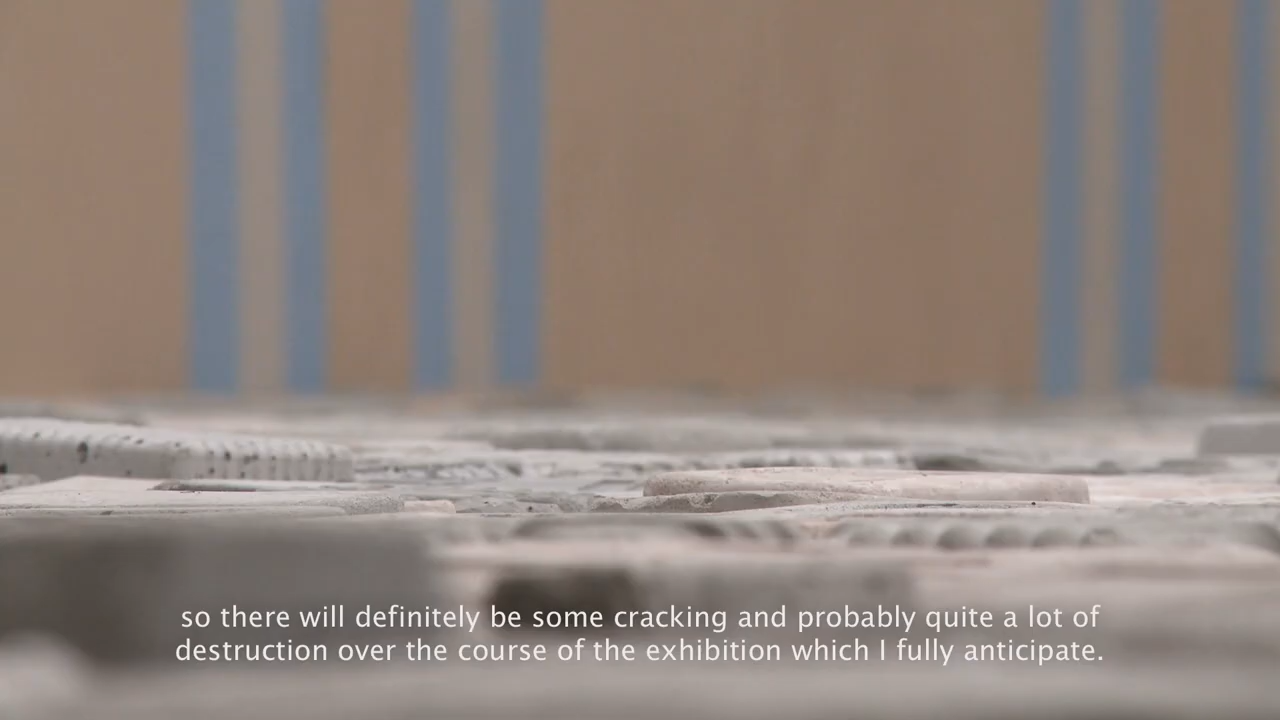 so there will definitely be some cracking and probably quite a lot of
destruction over the course of the exhibition which I fully anticipate.